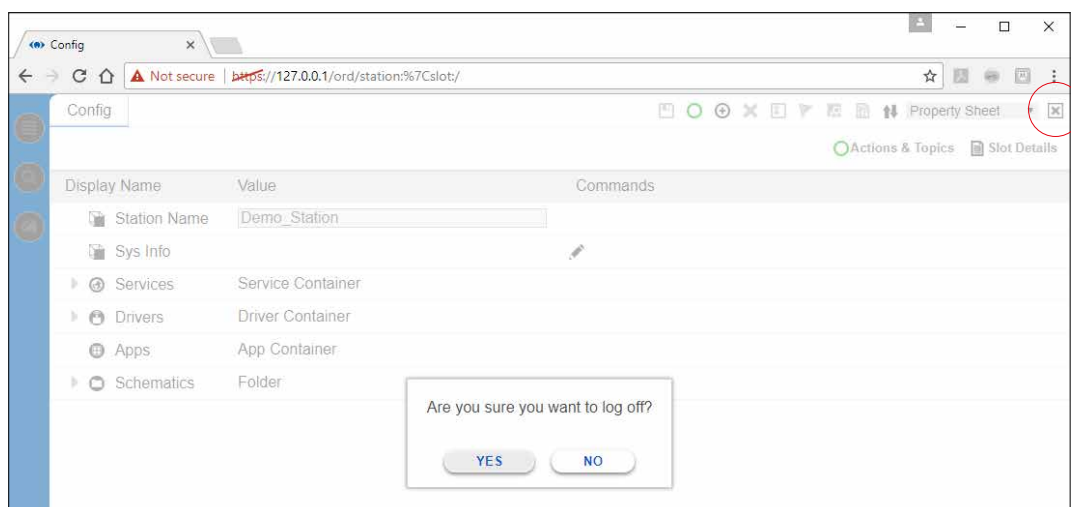 Config
Not secure | https://127.0.0.1/ord/station:%7Cslot:/
Config
Property Sheet
Actions & Topics Slot Details
Display Name Value Commands
Station Name Demo_Station
Sys Info
Services Service Container
Drivers Driver Container
Apps App Container
Schematics Folder
Are you sure you want to log off?
YES NO